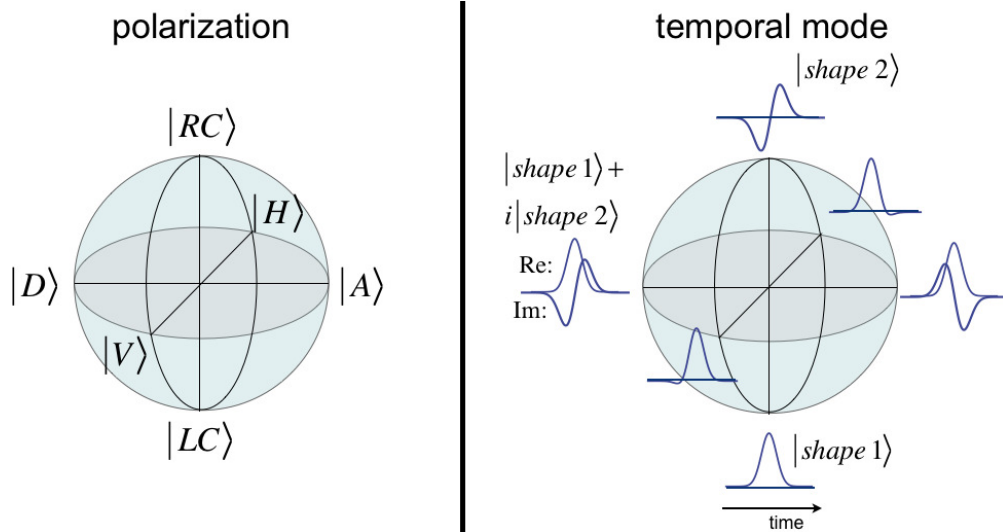 polarization
|RC⟩
|H⟩
|D⟩
|A⟩
|V⟩
|LC⟩
temporal mode
|shape 2⟩
|shape 1⟩ +
i|shape 2⟩
Re:
Im:
|shape 1⟩
time